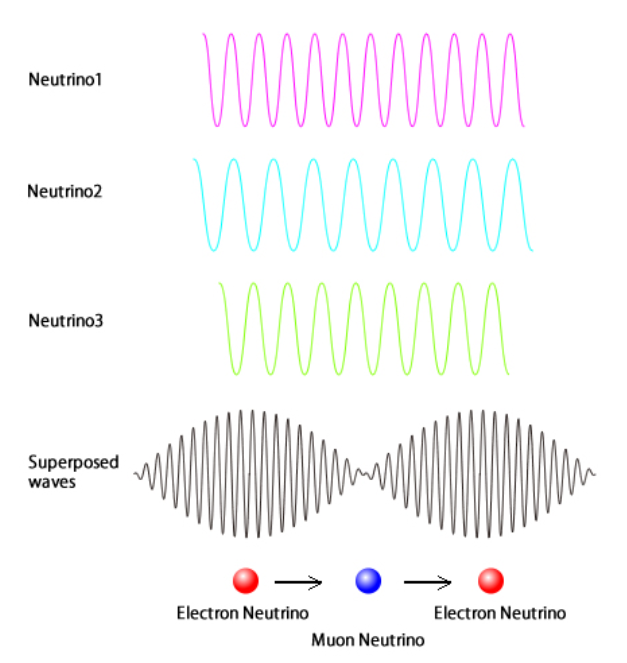 Neutrino1
Neutrino2
Neutrino3
Superposed
waves
Electron Neutrino
Electron Neutrino
Muon Neutrino